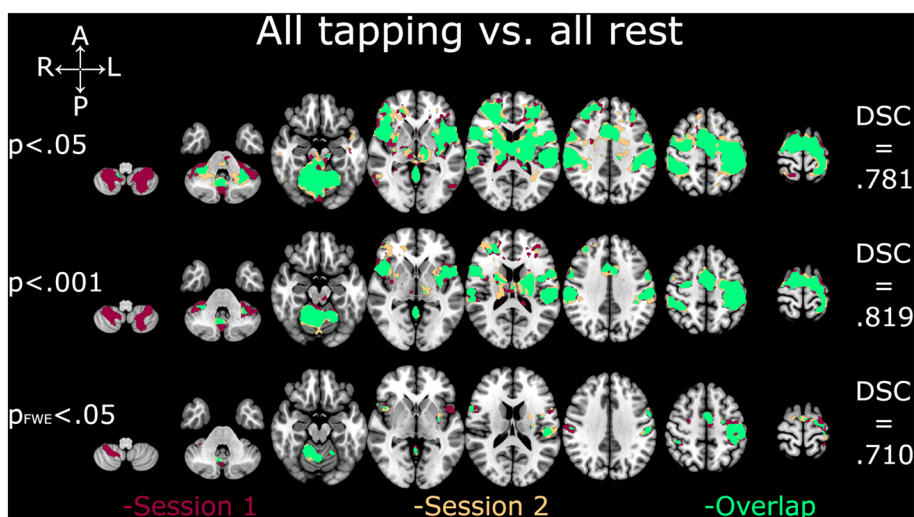 All tapping vs. all rest
A
R L
P
p<.05
DSC
=
.781
p<.001
DSC
=
.819
pFWE<.05
DSC
=
.710
-Session 1 -Session 2 -Overlap